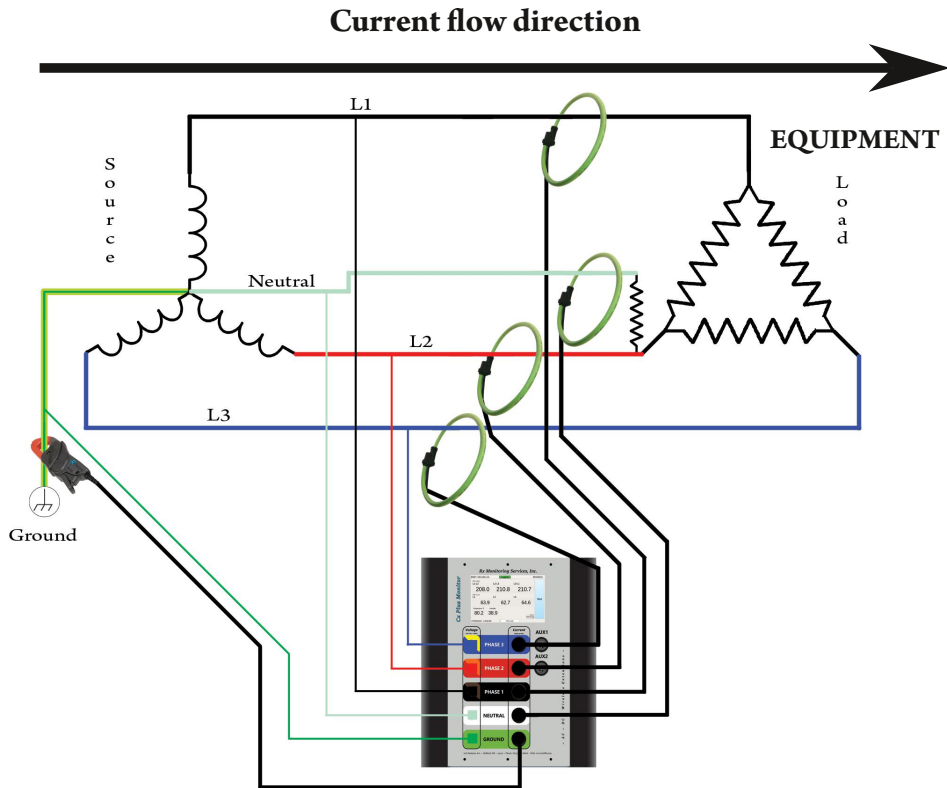 Current flow direction
L1
EQUIPMENT
Source
Load
Neutral
L2
L3
Ground
Rx Monitoring Services, Inc.
Cx Plus Monitor
208.0 210.8 210.7
63.9 62.7 64.6
80.2 38.9
Voltage
Current
PHASE 3
AUX1
PHASE 2
AUX2
PHASE 1
NEUTRAL
GROUND